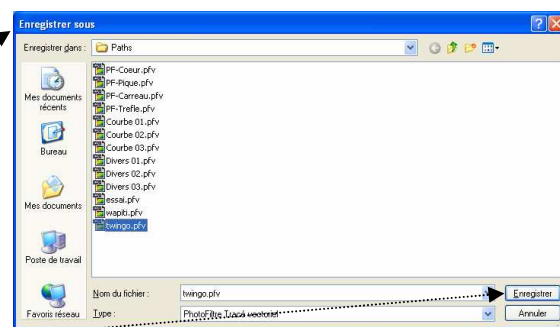 Enregistrer sous
Enregistrer dans : Paths
PF-Coeur.pfv
PF-Pique.pfv
PF-Carreau.pfv
PF-Trefle.pfv
Courbe 01.pfv
Courbe 02.pfv
Courbe 03.pfv
Divers 01.pfv
Divers 02.pfv
Divers 03.pfv
essai.pfv
wapiti.pfv
twingo.pfv
Mes documents
récents
Bureau
Mes documents
Poste de travail
Favoris réseau
Nom du fichier : twingo.pfv Enregistrer
Type : PhotoFiltre Tracé vectoriel Annuler